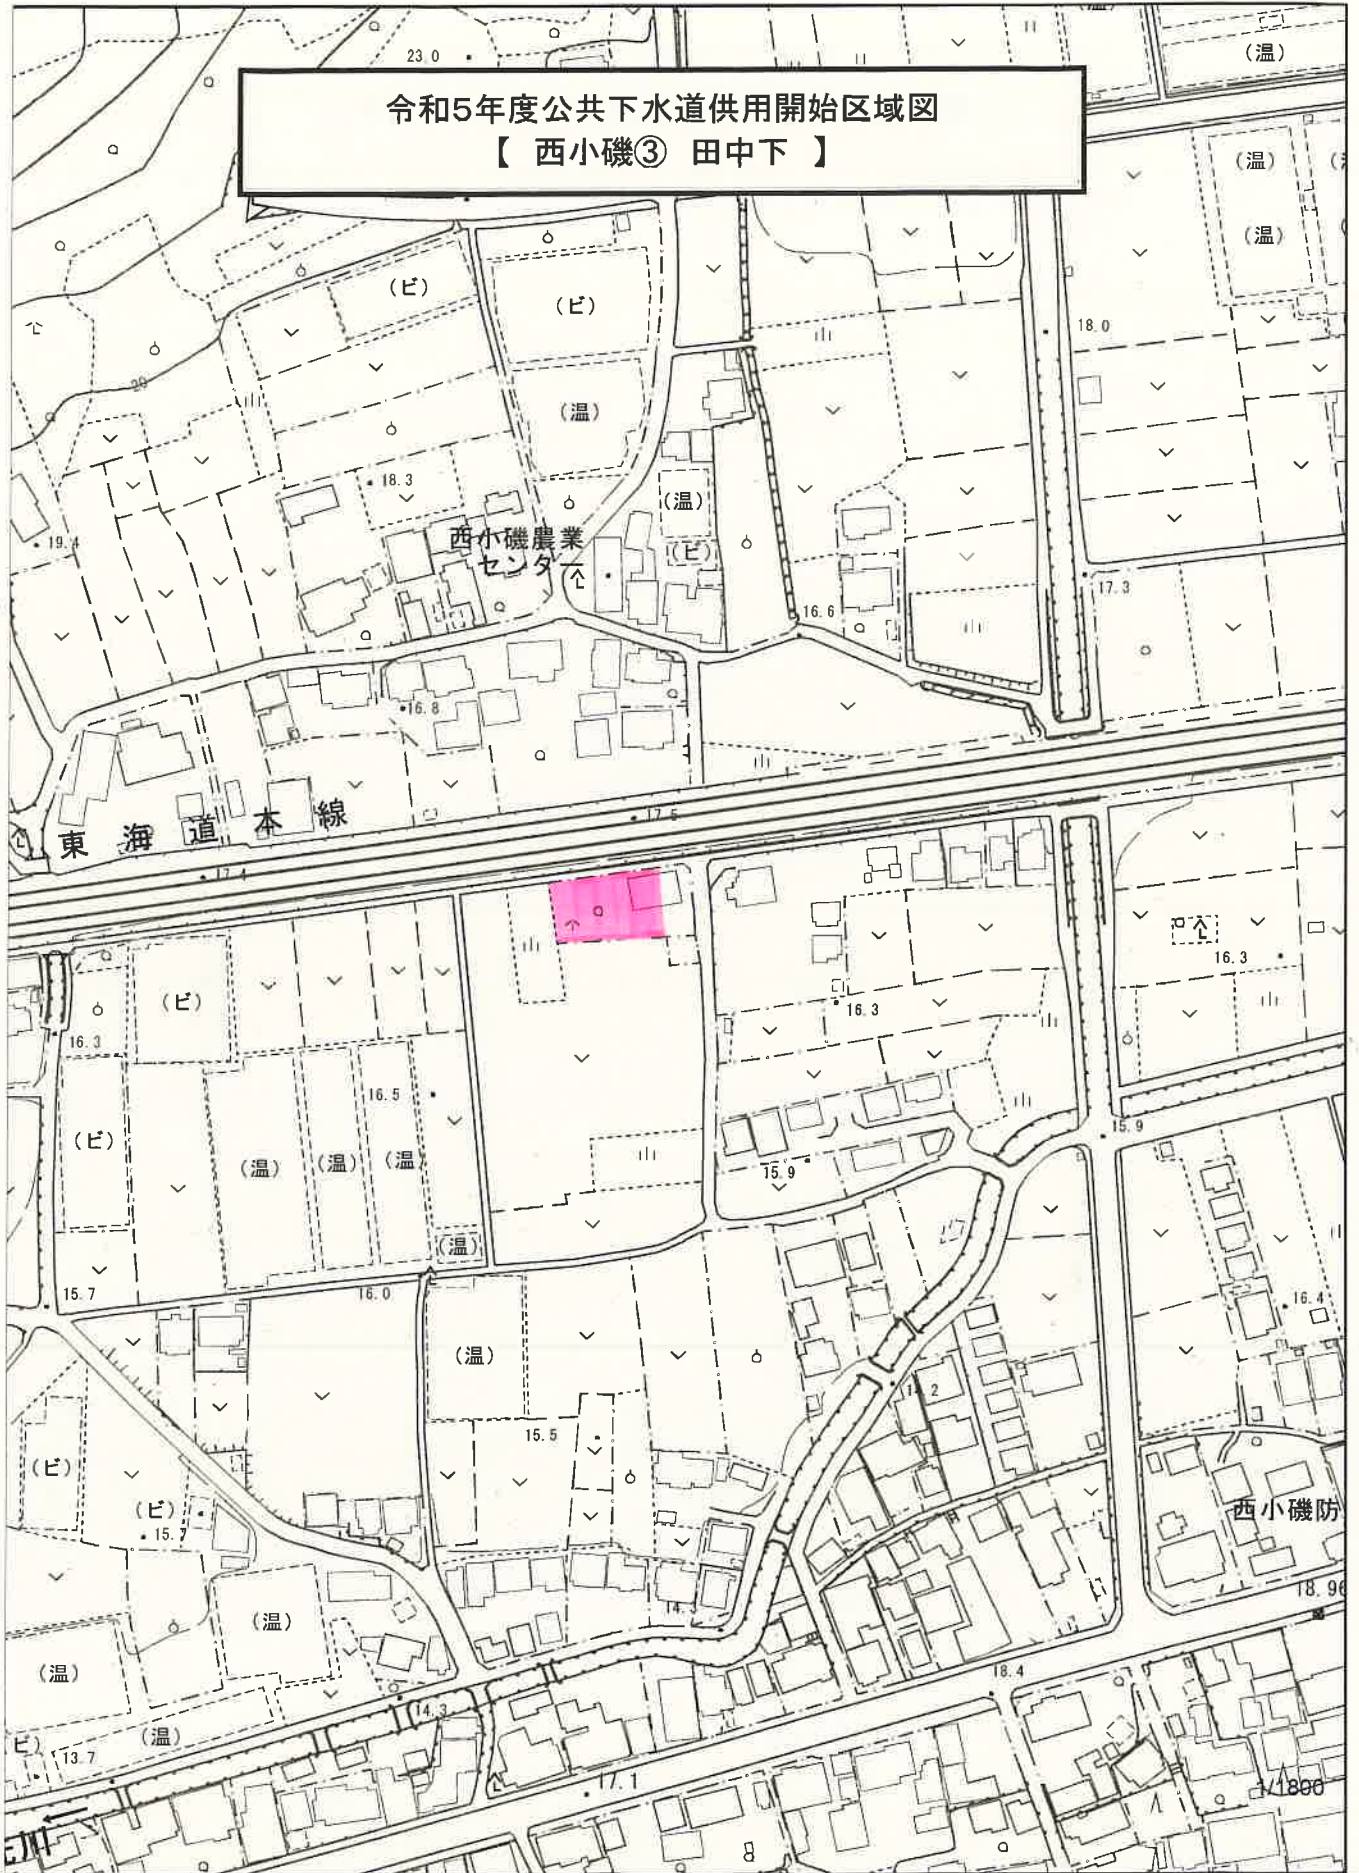 (温)
23.0
(温)
令和5年度公共下水道供用開始区域図
【 西小磯③ 田中下 】
(温)
(温)
(ビ)
(ビ)
18.0
20
(温)
18.3
(温)
19.4
西小磯農業
センター
(ビ)
17.3
16.6
16.8
17.5
東海道本線
17.4
16.3
(ビ)
16.3
16.3
16.5
15.9
(ビ)
(温)
(温)
(温)
15.9
(温)
15.7
16.0
16.4
(温)
14.2
15.5
(ビ)
(ビ)
西小磯防
18.96
(温)
(温)
18.4
14.3
(温)
ビ)
13.7
17.1
1/1800
川